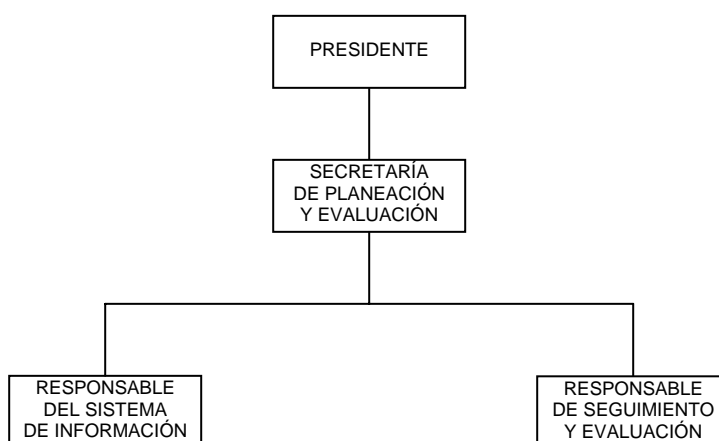 PRESIDENTE
SECRETARÍA
DE PLANEACIÓN
Y EVALUACIÓN
RESPONSABLE
DEL SISTEMA
DE INFORMACIÓN
RESPONSABLE
DE SEGUIMIENTO
Y EVALUACIÓN